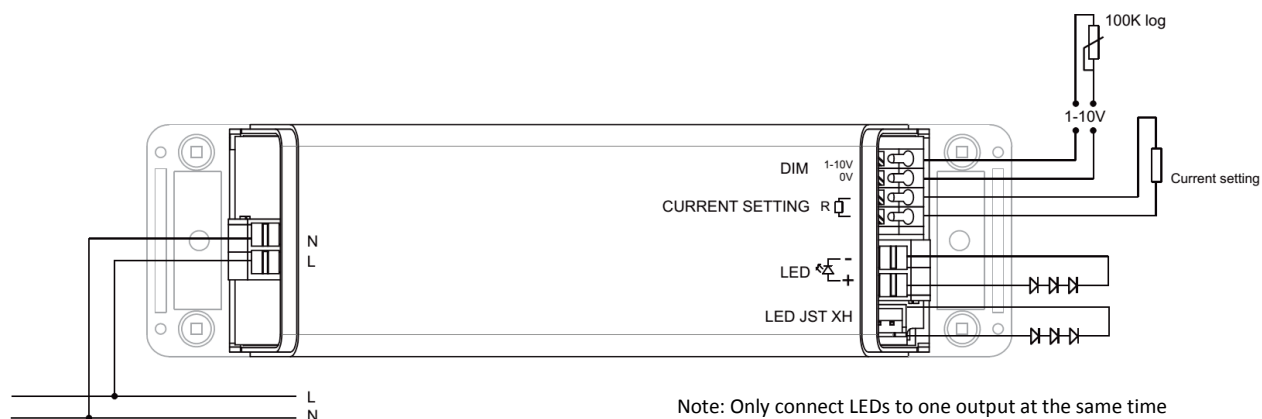 100K log
1-10V
DIM 1-10V
0V
Current setting
CURRENT SETTING R
N
L
LED - +
LED JST XH
L
N
Note: Only connect LEDs to one output at the same time